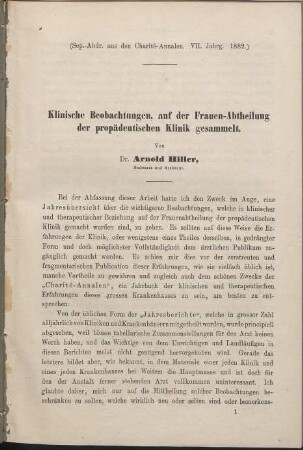 (Sep.-Abdr. aus den Charité-Annalen. VII. Jahrg. 1882.)
Klinische Beobachtungen, auf der Frauen-Abtheilung
der propädeutischen Klinik gesammelt.
Von
Dr. Arnold Hiller,
Stabsarzt und Docent.
Bei der Abfassung dieser Arbeit hatte ich den Zweck im Auge, eine
Jahresübersicht über die wichtigeren Beobachtungen, welche in klinischer
und therapeutischer Beziehung auf der Frauenabtheilung der propädeutischen
Klinik gemacht worden sind, zu geben. Es sollten auf diese Weise die Er-
fahrungen der Klinik, oder wenigstens eines Theiles derselben, in gedrängter
Form und doch möglichster Vollständigkeit dem ärztlichen Publikum zugän-
gänglich gemacht werden. Es schien mir dies vor der zerstreuten und
fragmentarischen Publication dieser Erfahrungen, wie sie vielfach üblich ist,
manche Vortheile zu gewähren und zugleich auch dem schönen Zwecke der
„Charité-Annalen“, ein Jahrbuch der klinischen und therapeutischen
Erfahrungen dieses grossen Krankenhauses zu sein, am besten zu ent-
sprechen.
Von der üblichen Form der „Jahresberichte“, welche in grosser Zahl
alljährlich von Kliniken und Krankenhäusern mitgetheilt werden, wurde principiell
abgesehen, weil blosse tabellarische Zusammenstellungen für den Arzt keinen
Werth haben, und das Wichtige von dem Unwichtigen und Landläufigen in
diesen Berichten meist nicht genügend hervorgehoben wird. Gerade das
letztere bildet aber, wie bekannt, in dem Materiale einer jeden Klinik und
eines jeden Krankenhauses bei Weitem die Hauptmasse und ist doch für
den der Anstalt ferner stehenden Arzt vollkommen uninteressant. Ich
glaubte daher, mich nur auf die Mittheilung solcher Beobachtungen be-
schränken zu sollen, welche wirklich neu oder selten sind oder bemerkens-
1